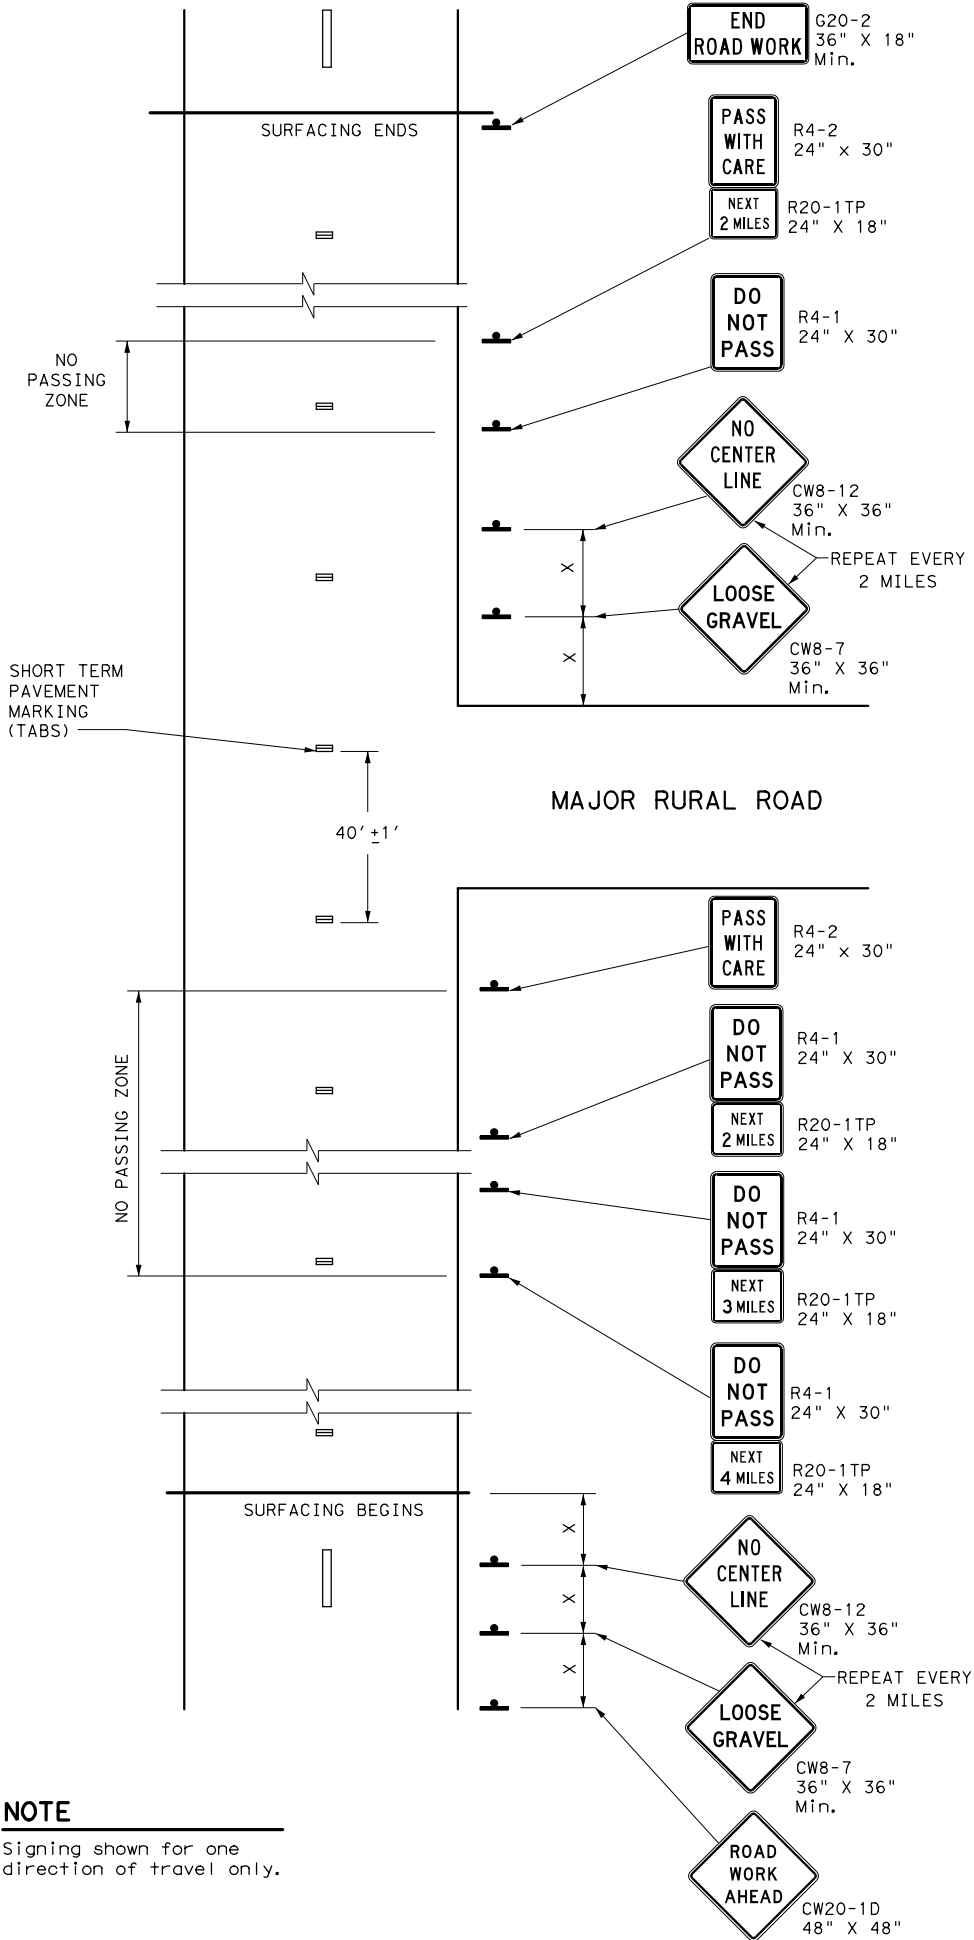 END
ROAD WORK
G20-2
36" X 18"
Min.
SURFACING ENDS
PASS
WITH
CARE
R4-2
24" x 30"
NEXT
2 MILES
R20-1TP
24" X 18"
DO
NOT
PASS
R4-1
24" X 30"
NO
PASSING
ZONE
NO
CENTER
LINE
CW8-12
36" X 36"
Min.
X
REPEAT EVERY
2 MILES
LOOSE
GRAVEL
CW8-7
36" X 36"
Min.
X
SHORT TERM
PAVEMENT
MARKING
(TABS)
MAJOR RURAL ROAD
40' ±1'
PASS
WITH
CARE
R4-2
24" x 30"
DO
NOT
PASS
R4-1
24" X 30"
NEXT
2 MILES
R20-1TP
24" X 18"
NO PASSING ZONE
DO
NOT
PASS
R4-1
24" X 30"
NEXT
3 MILES
R20-1TP
24" X 18"
DO
NOT
PASS
R4-1
24" X 30"
NEXT
4 MILES
R20-1TP
24" X 18"
SURFACING BEGINS
X
NO
CENTER
LINE
CW8-12
36" X 36"
Min.
X
REPEAT EVERY
2 MILES
X
LOOSE
GRAVEL
CW8-7
36" X 36"
Min.
NOTE
Signing shown for one
direction of travel only.
ROAD
WORK
AHEAD
CW20-1D
48" X 48"